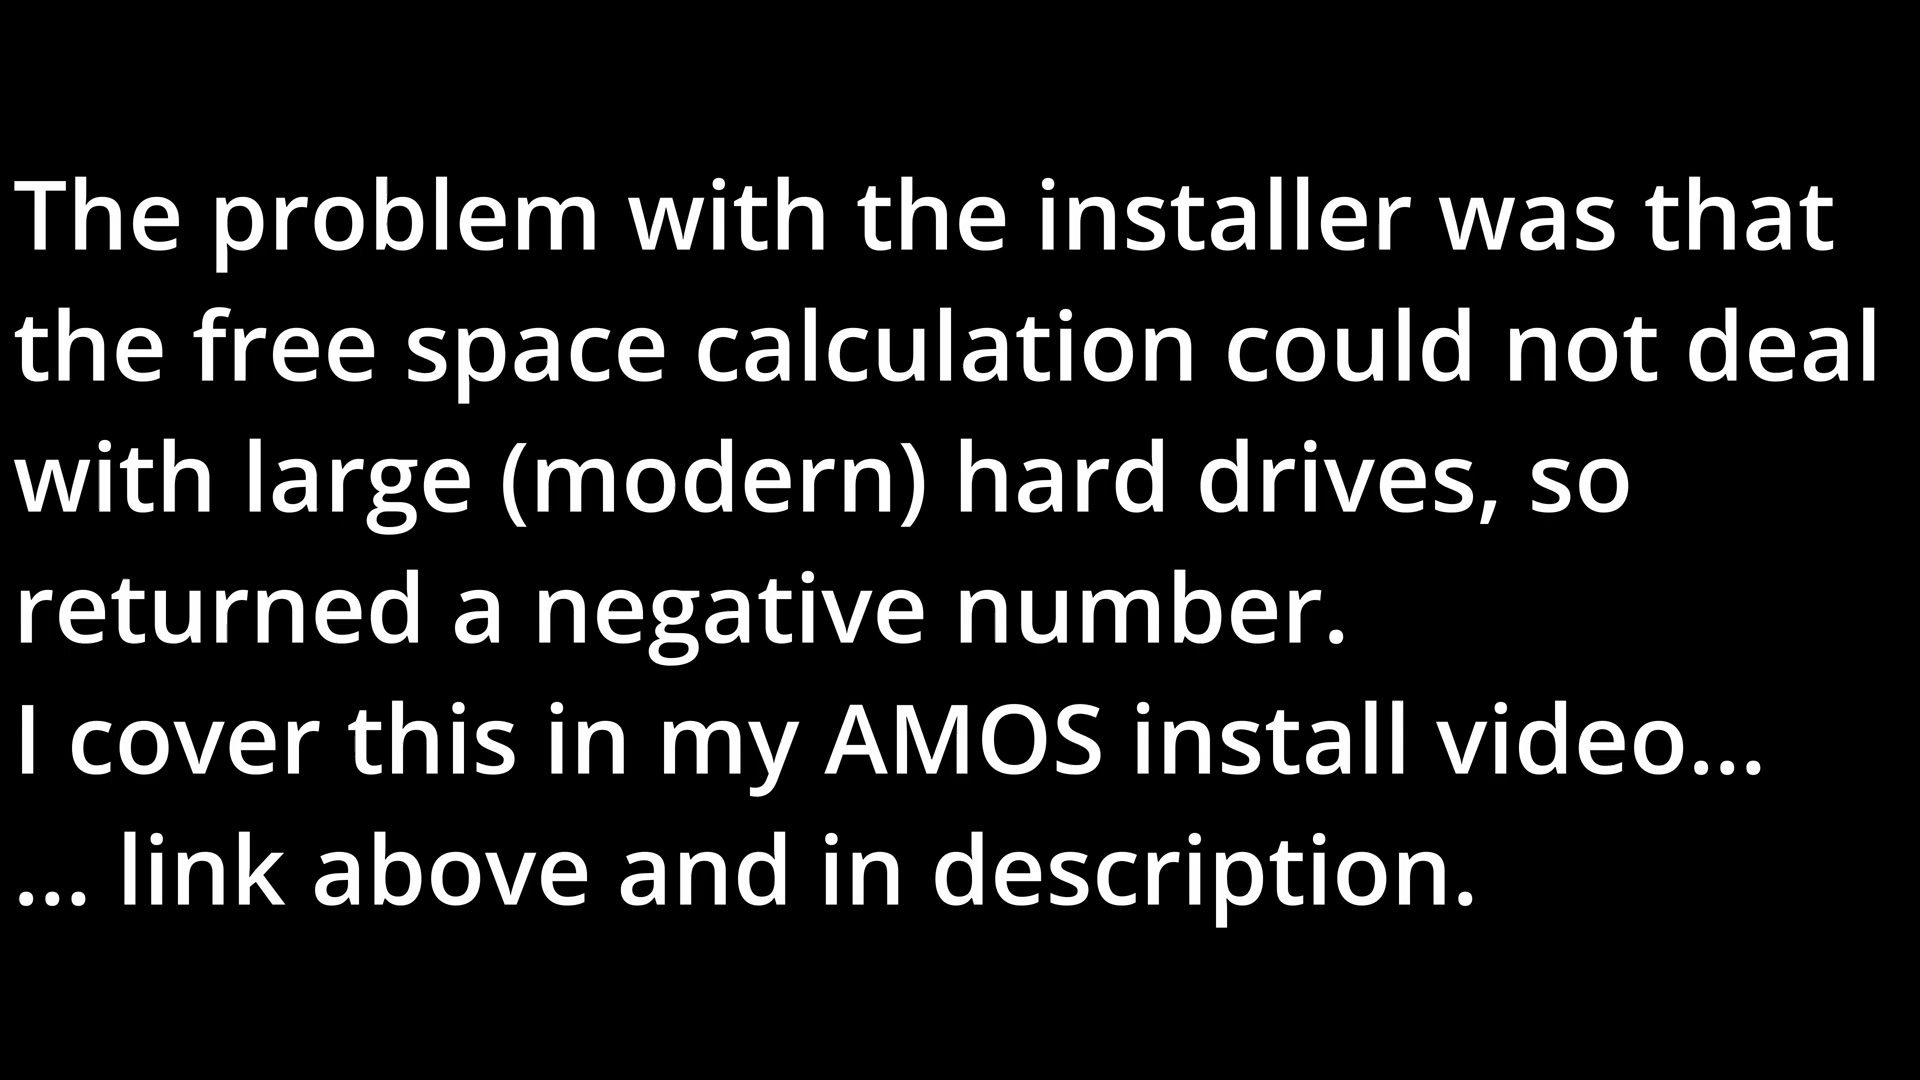 The problem with the installer was that
the free space calculation could not deal
with large (modern) hard drives, so
returned a negative number.
I cover this in my AMOS install video...
... link above and in description.